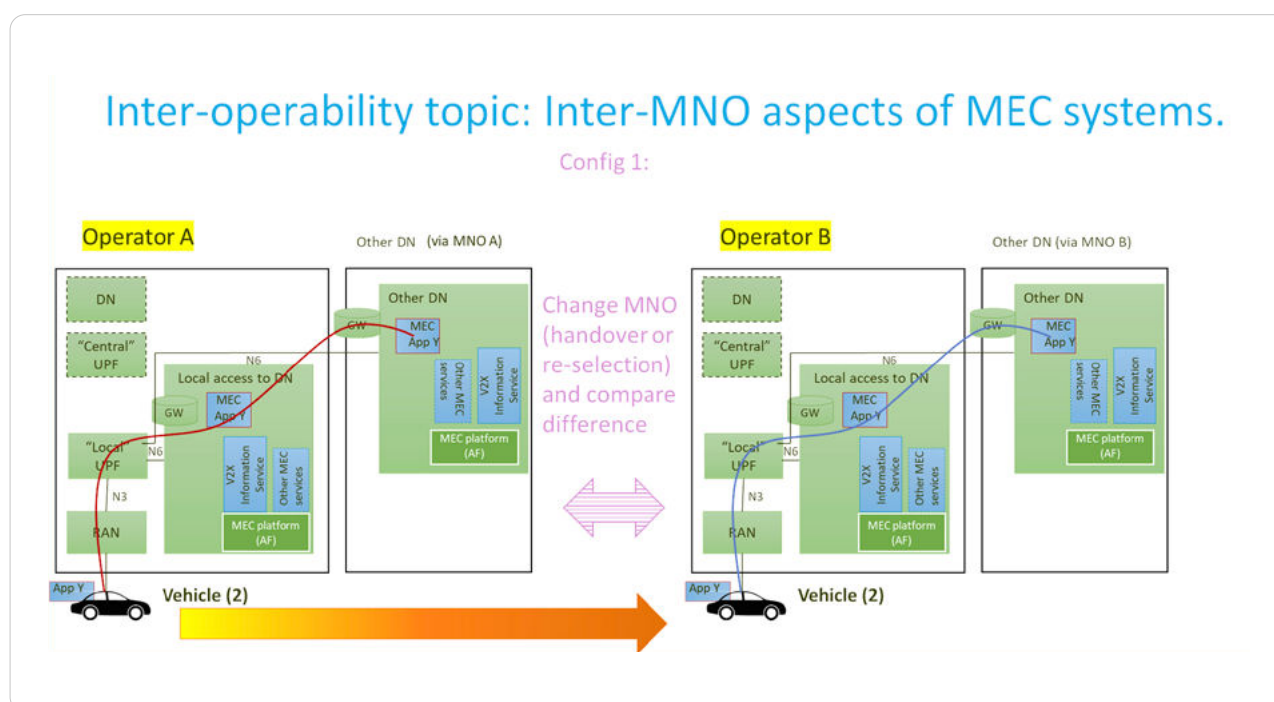 Inter-operability topic: Inter-MNO aspects of MEC systems.
Config 1:
Operator A
Other DN (via MNO A)
DN
"Central"
UPF
"Local"
UPF
RAN
N3
N6
N6
Local access to DN
GW
MEC
App Y
V2X
Information
Service
Other MEC
services
MEC platform
(AF)
GW
Other DN
MEC
App Y
Other MEC
services
V2X
Information
Service
MEC platform
(AF)
App Y
Vehicle (2)
Change MNO
(handover or
re-selection)
and compare
difference
Operator B
Other DN (via MNO B)
DN
"Central"
UPF
"Local"
UPF
RAN
N3
N6
N6
Local access to DN
GW
MEC
App Y
V2X
Information
Service
Other MEC
services
MEC platform
(AF)
GW
Other DN
MEC
App Y
Other MEC
services
V2X
Information
Service
MEC platform
(AF)
App Y
Vehicle (2)